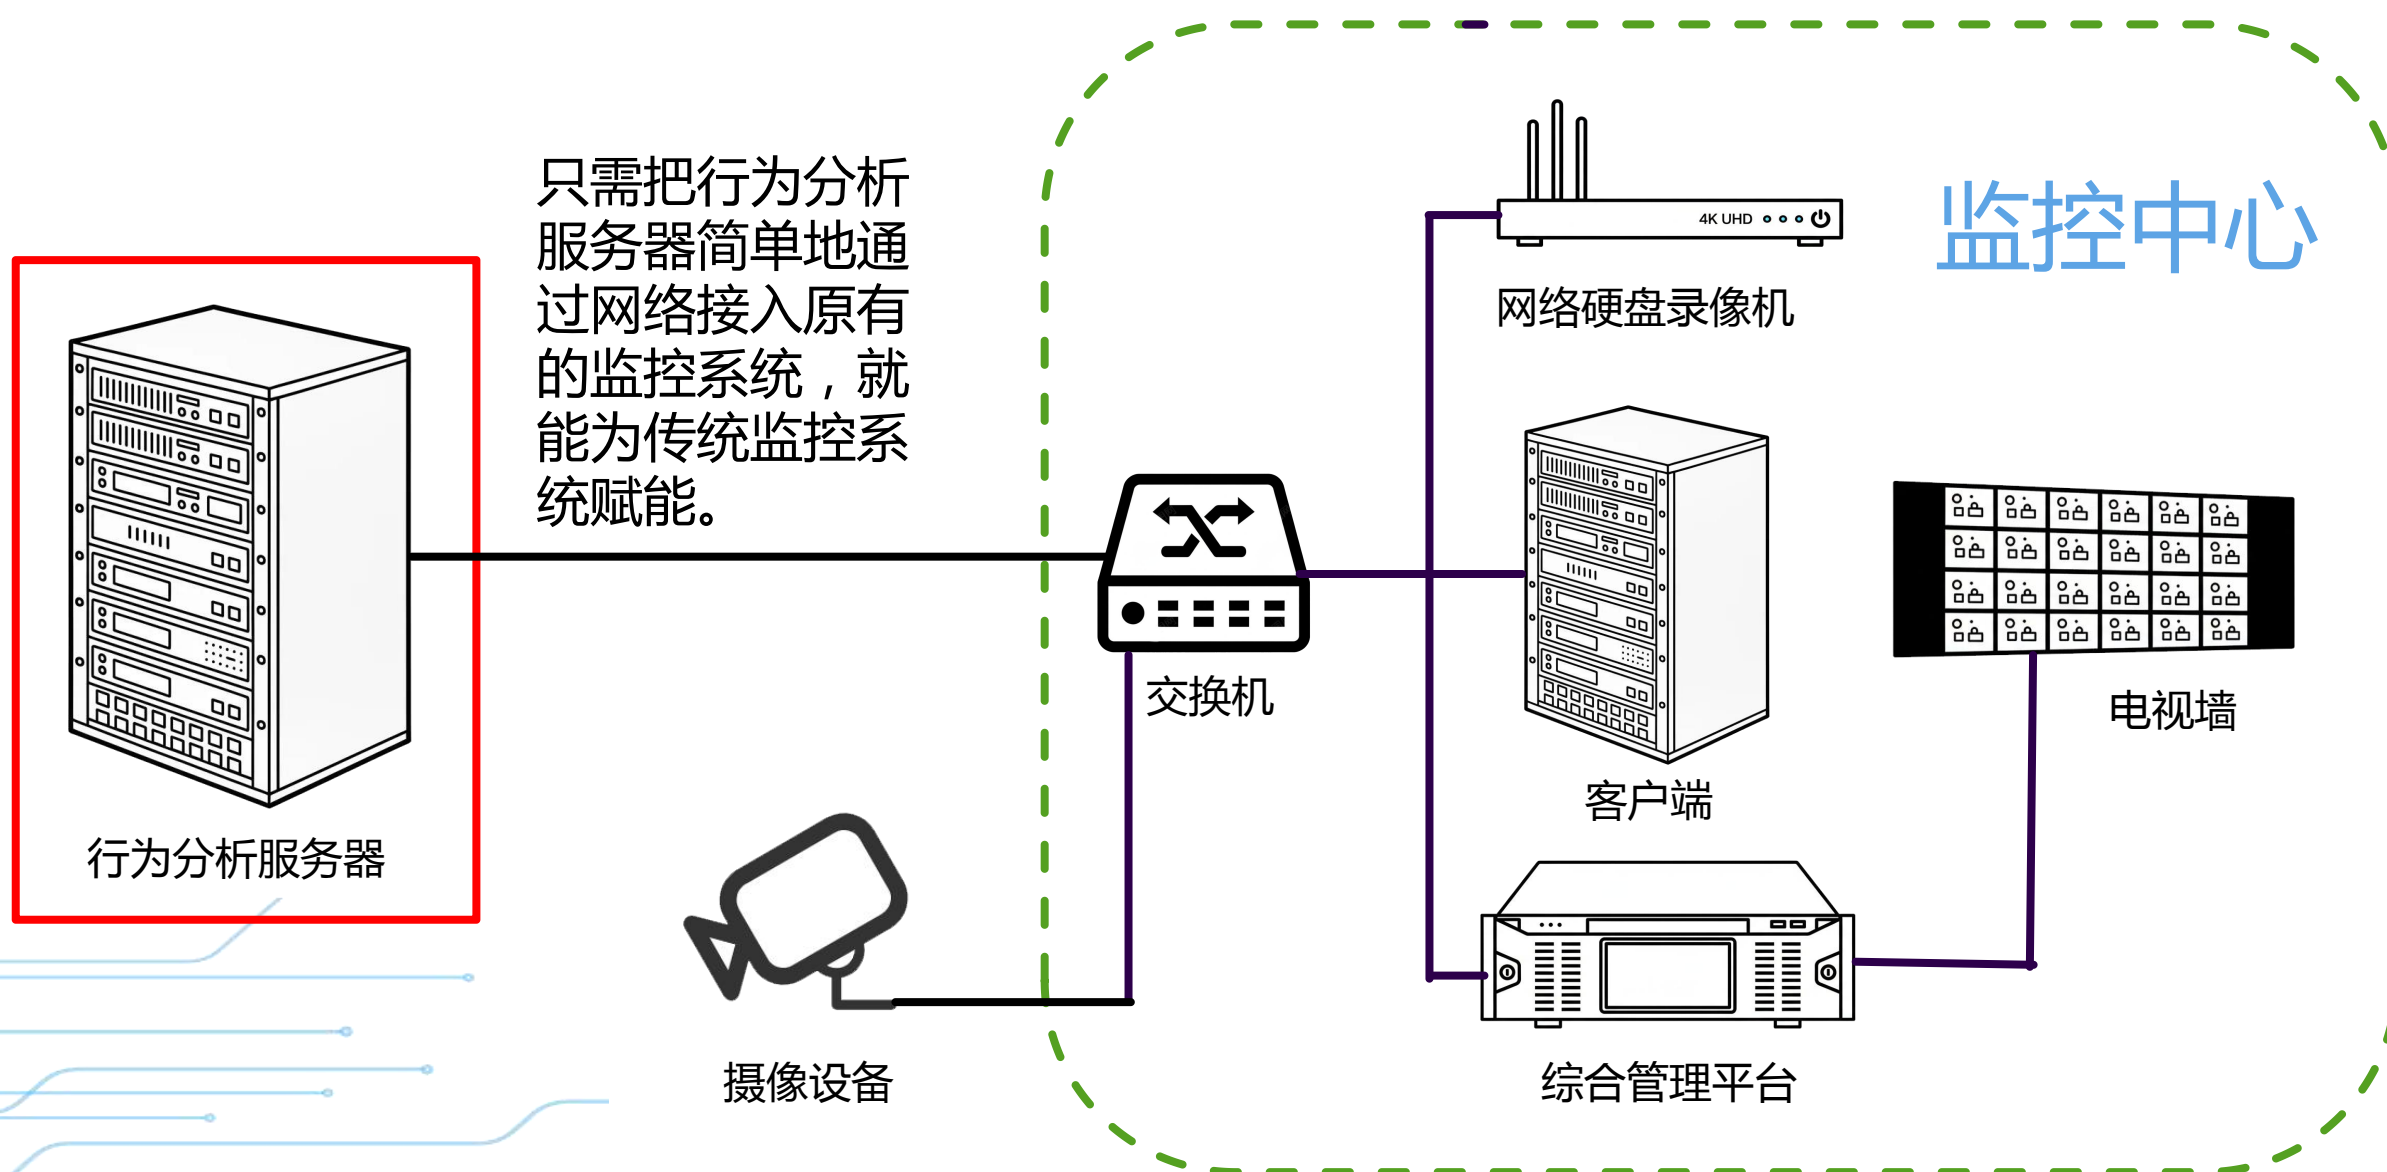 只需把行为分析
服务器简单地通
过网络接入原有
的监控系统，就
能为传统监控系
统赋能。
监控中心
4K UHD
网络硬盘录像机
交换机
电视墙
客户端
行为分析服务器
摄像设备
综合管理平台